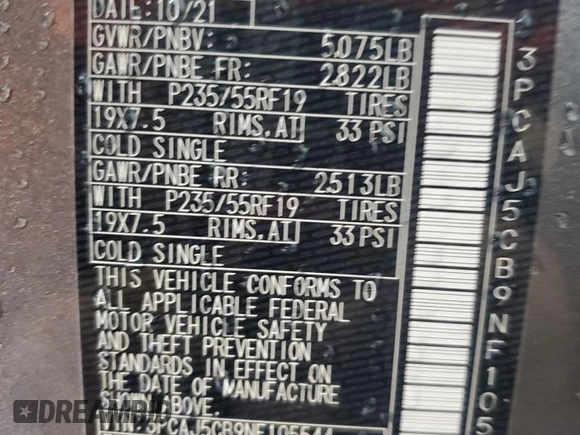 DATE:10/21
GVWR/PNBV: 5075LB
GAWR/PNBE FR: 2822LB
WITH P235/55RF19 TIRES
19X7.5 RIMS.AT 33 PSI
COLD SINGLE
GAWR/PNBE RR: 2513LB
WITH P235/55RF19 TIRES
19X7.5 RIMS.AT 33 PSI
COLD SINGLE
THIS VEHICLE CONFORMS TO
ALL APPLICABLE FEDERAL
MOTOR VEHICLE SAFETY
AND THEFT PREVENTION
STANDARDS IN EFFECT ON
THE DATE OF MANUFACTURE
SHOWN ABOVE.
3PCAJ5CB9NF105544
3PCAJ5CB9NF105
DREAMBID